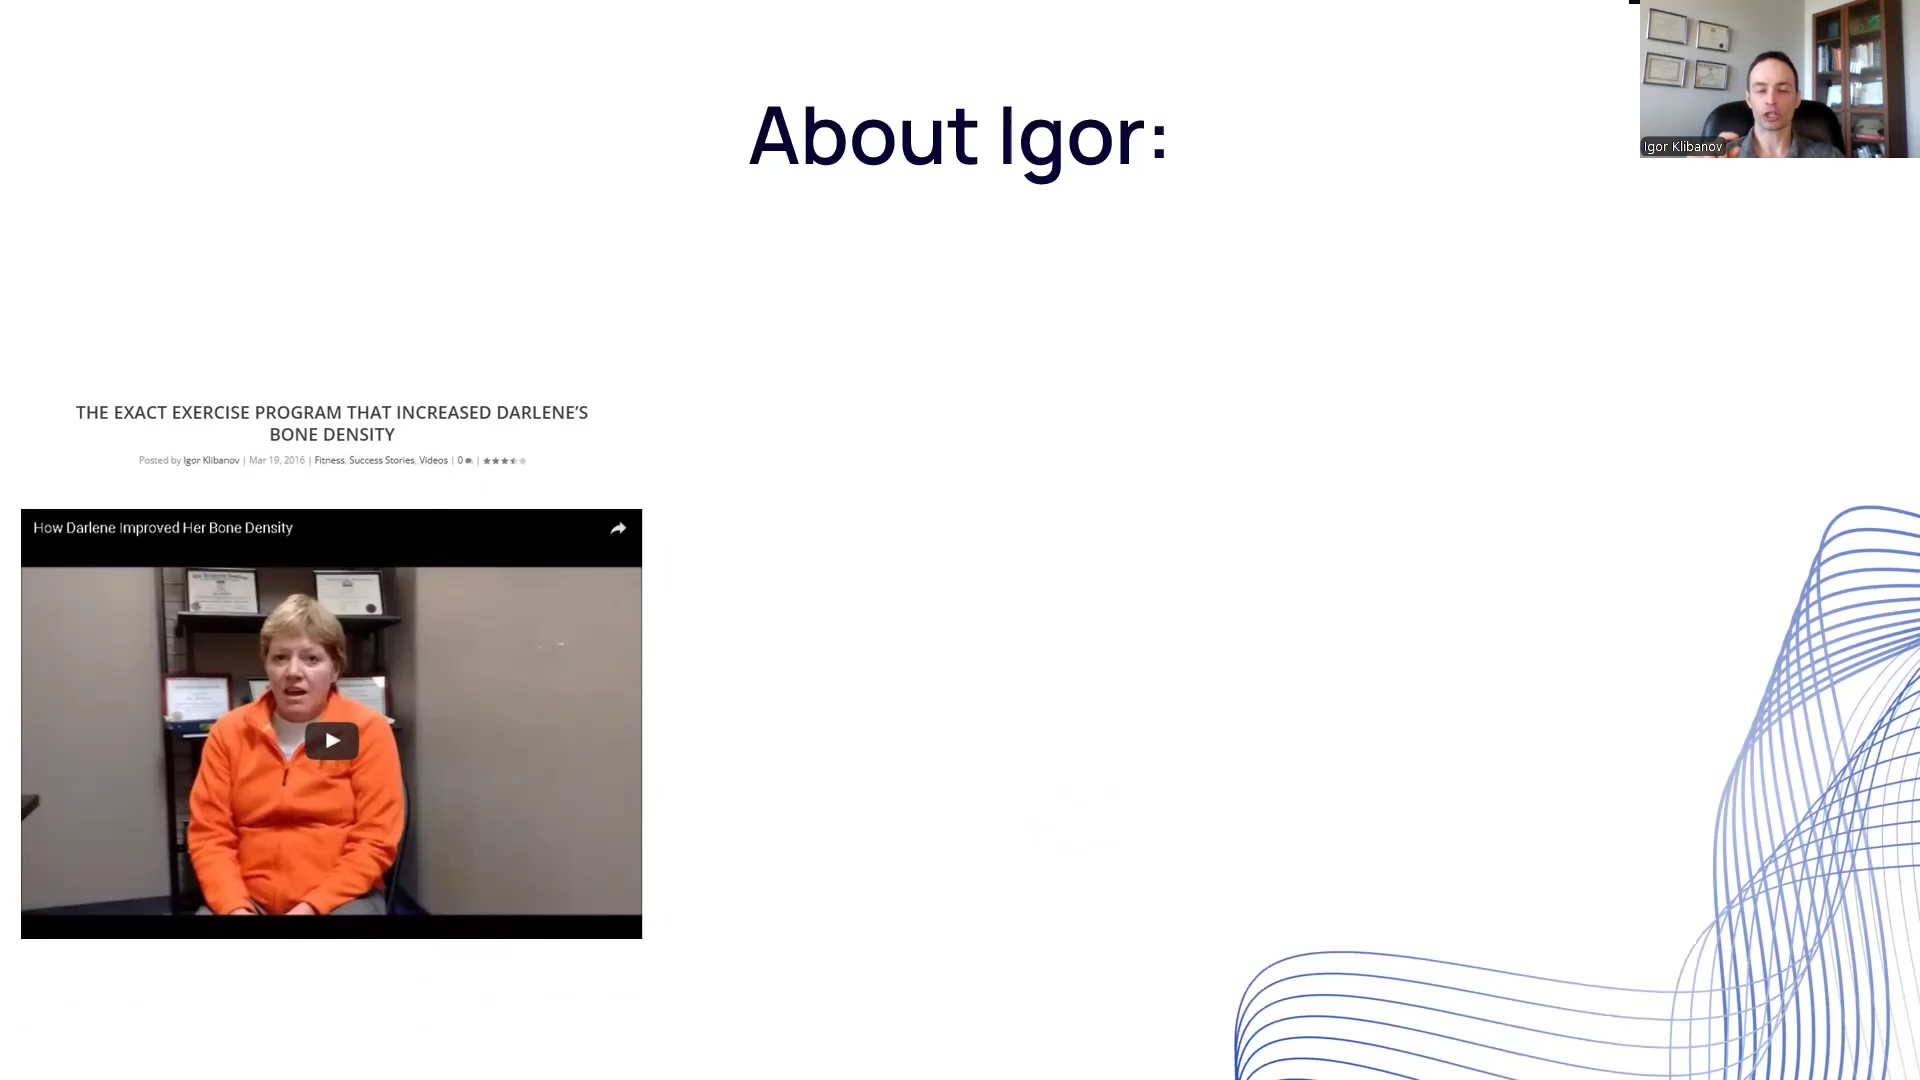 About Igor:
Igor Klibanov
THE EXACT EXERCISE PROGRAM THAT INCREASED DARLENE'S
BONE DENSITY
Posted by Igor Klibanov | Mar 19, 2016 | Fitness, Success Stories, Videos | 0 |
How Darlene Improved Her Bone Density